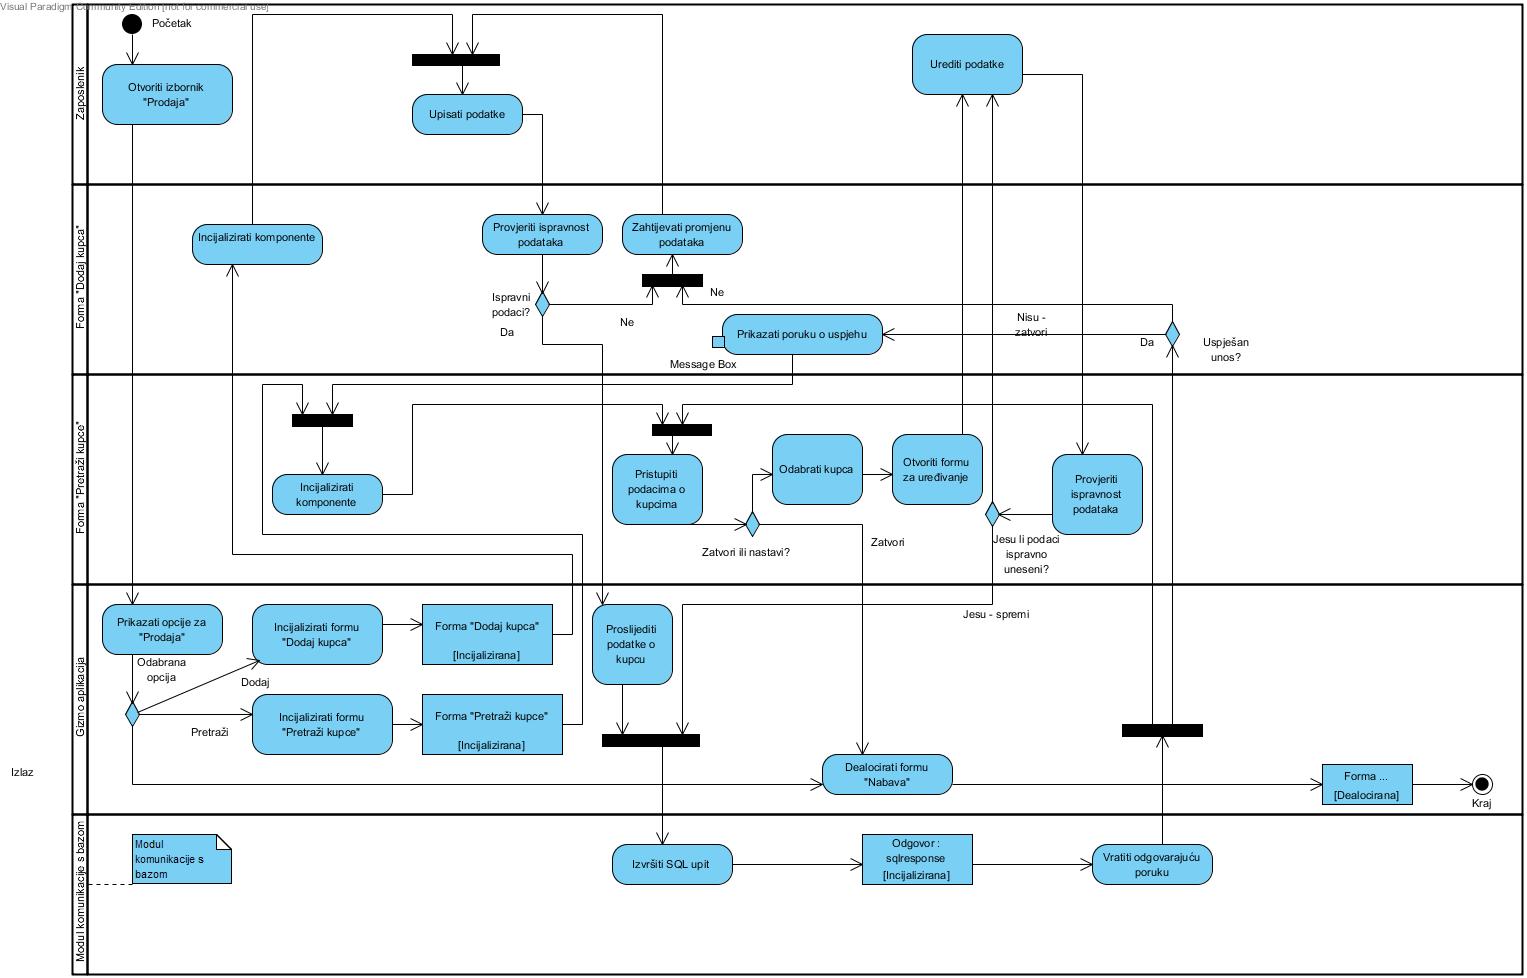 Visual Paradigm Community Edition [not for commercial use]
Zaposlenik
Početak
Otvoriti izbornik
"Prodaja"
Upisati podatke
Urediti podatke
Forma "Dodaj kupca"
Incijalizirati komponente
Provjeriti ispravnost
podataka
Zahtijevati promjenu
podataka
Ispravni
podaci?
Ne
Ne
Da
Prikazati poruku o uspjehu
Message Box
Nisu -
zatvori
Da
Uspješan
unos?
Forma "Pretraži kupce"
Incijalizirati
komponente
Pristupiti
podacima o
kupcima
Odabrati kupca
Otvoriti formu
za uređivanje
Provjeriti
ispravnost
podataka
Zatvori ili nastavi?
Zatvori
Jesu li podaci
ispravno
uneseni?
Gizmo aplikacija
Prikazati opcije za
"Prodaja"
Odabrana
opcija
Incijalizirati formu
"Dodaj kupca"
Forma "Dodaj kupca"
[Incijalizirana]
Proslijediti
podatke o
kupcu
Jesu - spremi
Dodaj
Incijalizirati formu
"Pretraži kupce"
Forma "Pretraži kupce"
[Incijalizirana]
Pretraži
Izlaz
Dealocirati formu
"Nabava"
Forma ...
[Dealocirana]
Kraj
Modul komunikacije s bazom
Modul
komunikacije s
bazom
Izvršiti SQL upit
Odgovor :
sqlresponse
[Incijalizirana]
Vratiti odgovarajuću
poruku